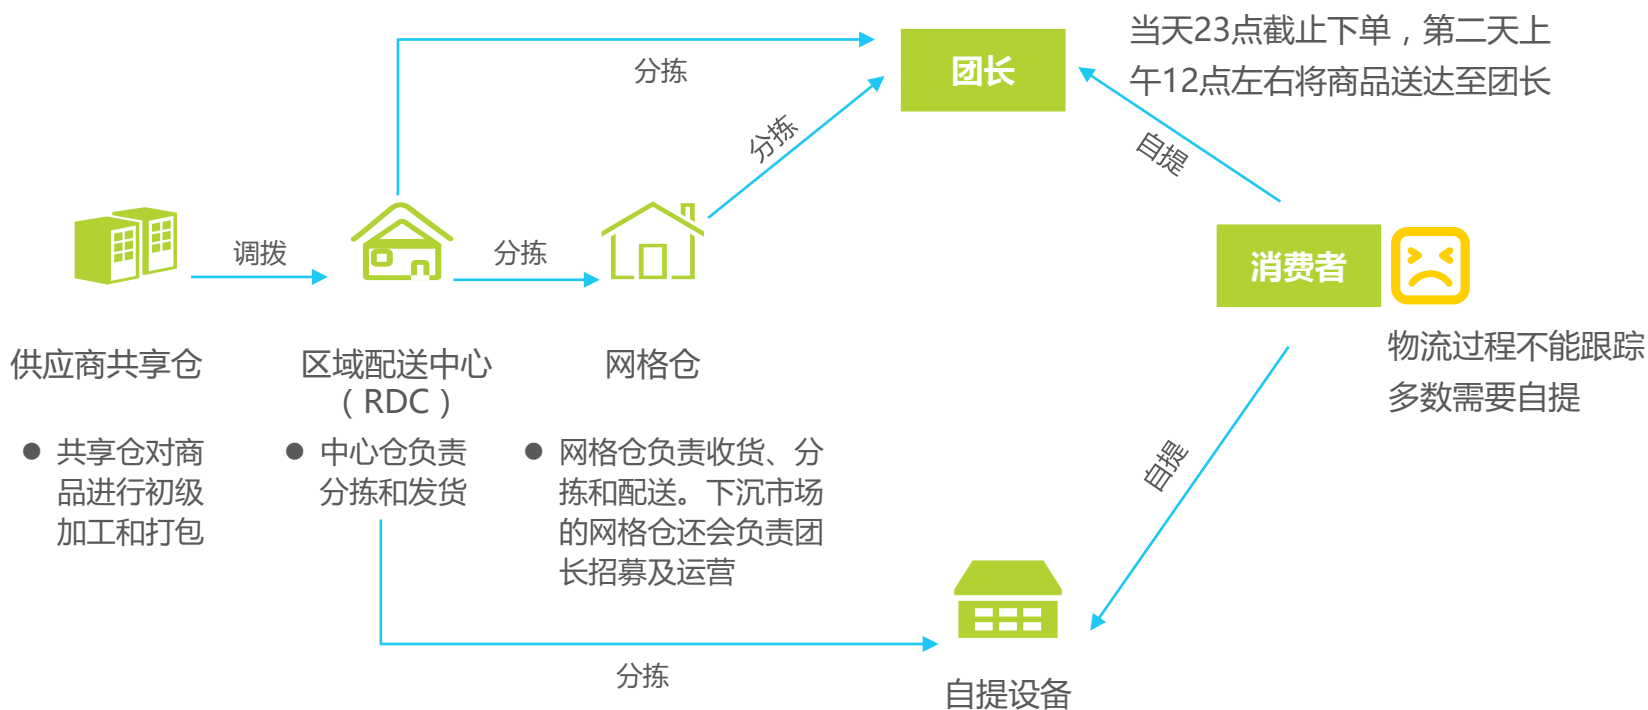 当天23点截止下单，第二天上
午12点左右将商品送达至团长
团长
分拣
分拣
自提
调拨
分拣
消费者
供应商共享仓
区域配送中心
（RDC）
网格仓
物流过程不能跟踪
多数需要自提
● 共享仓对商
品进行初级
加工和打包
● 中心仓负责
分拣和发货
● 网格仓负责收货、分
拣和配送。下沉市场
的网格仓还会负责团
长招募及运营
自提
分拣
自提设备